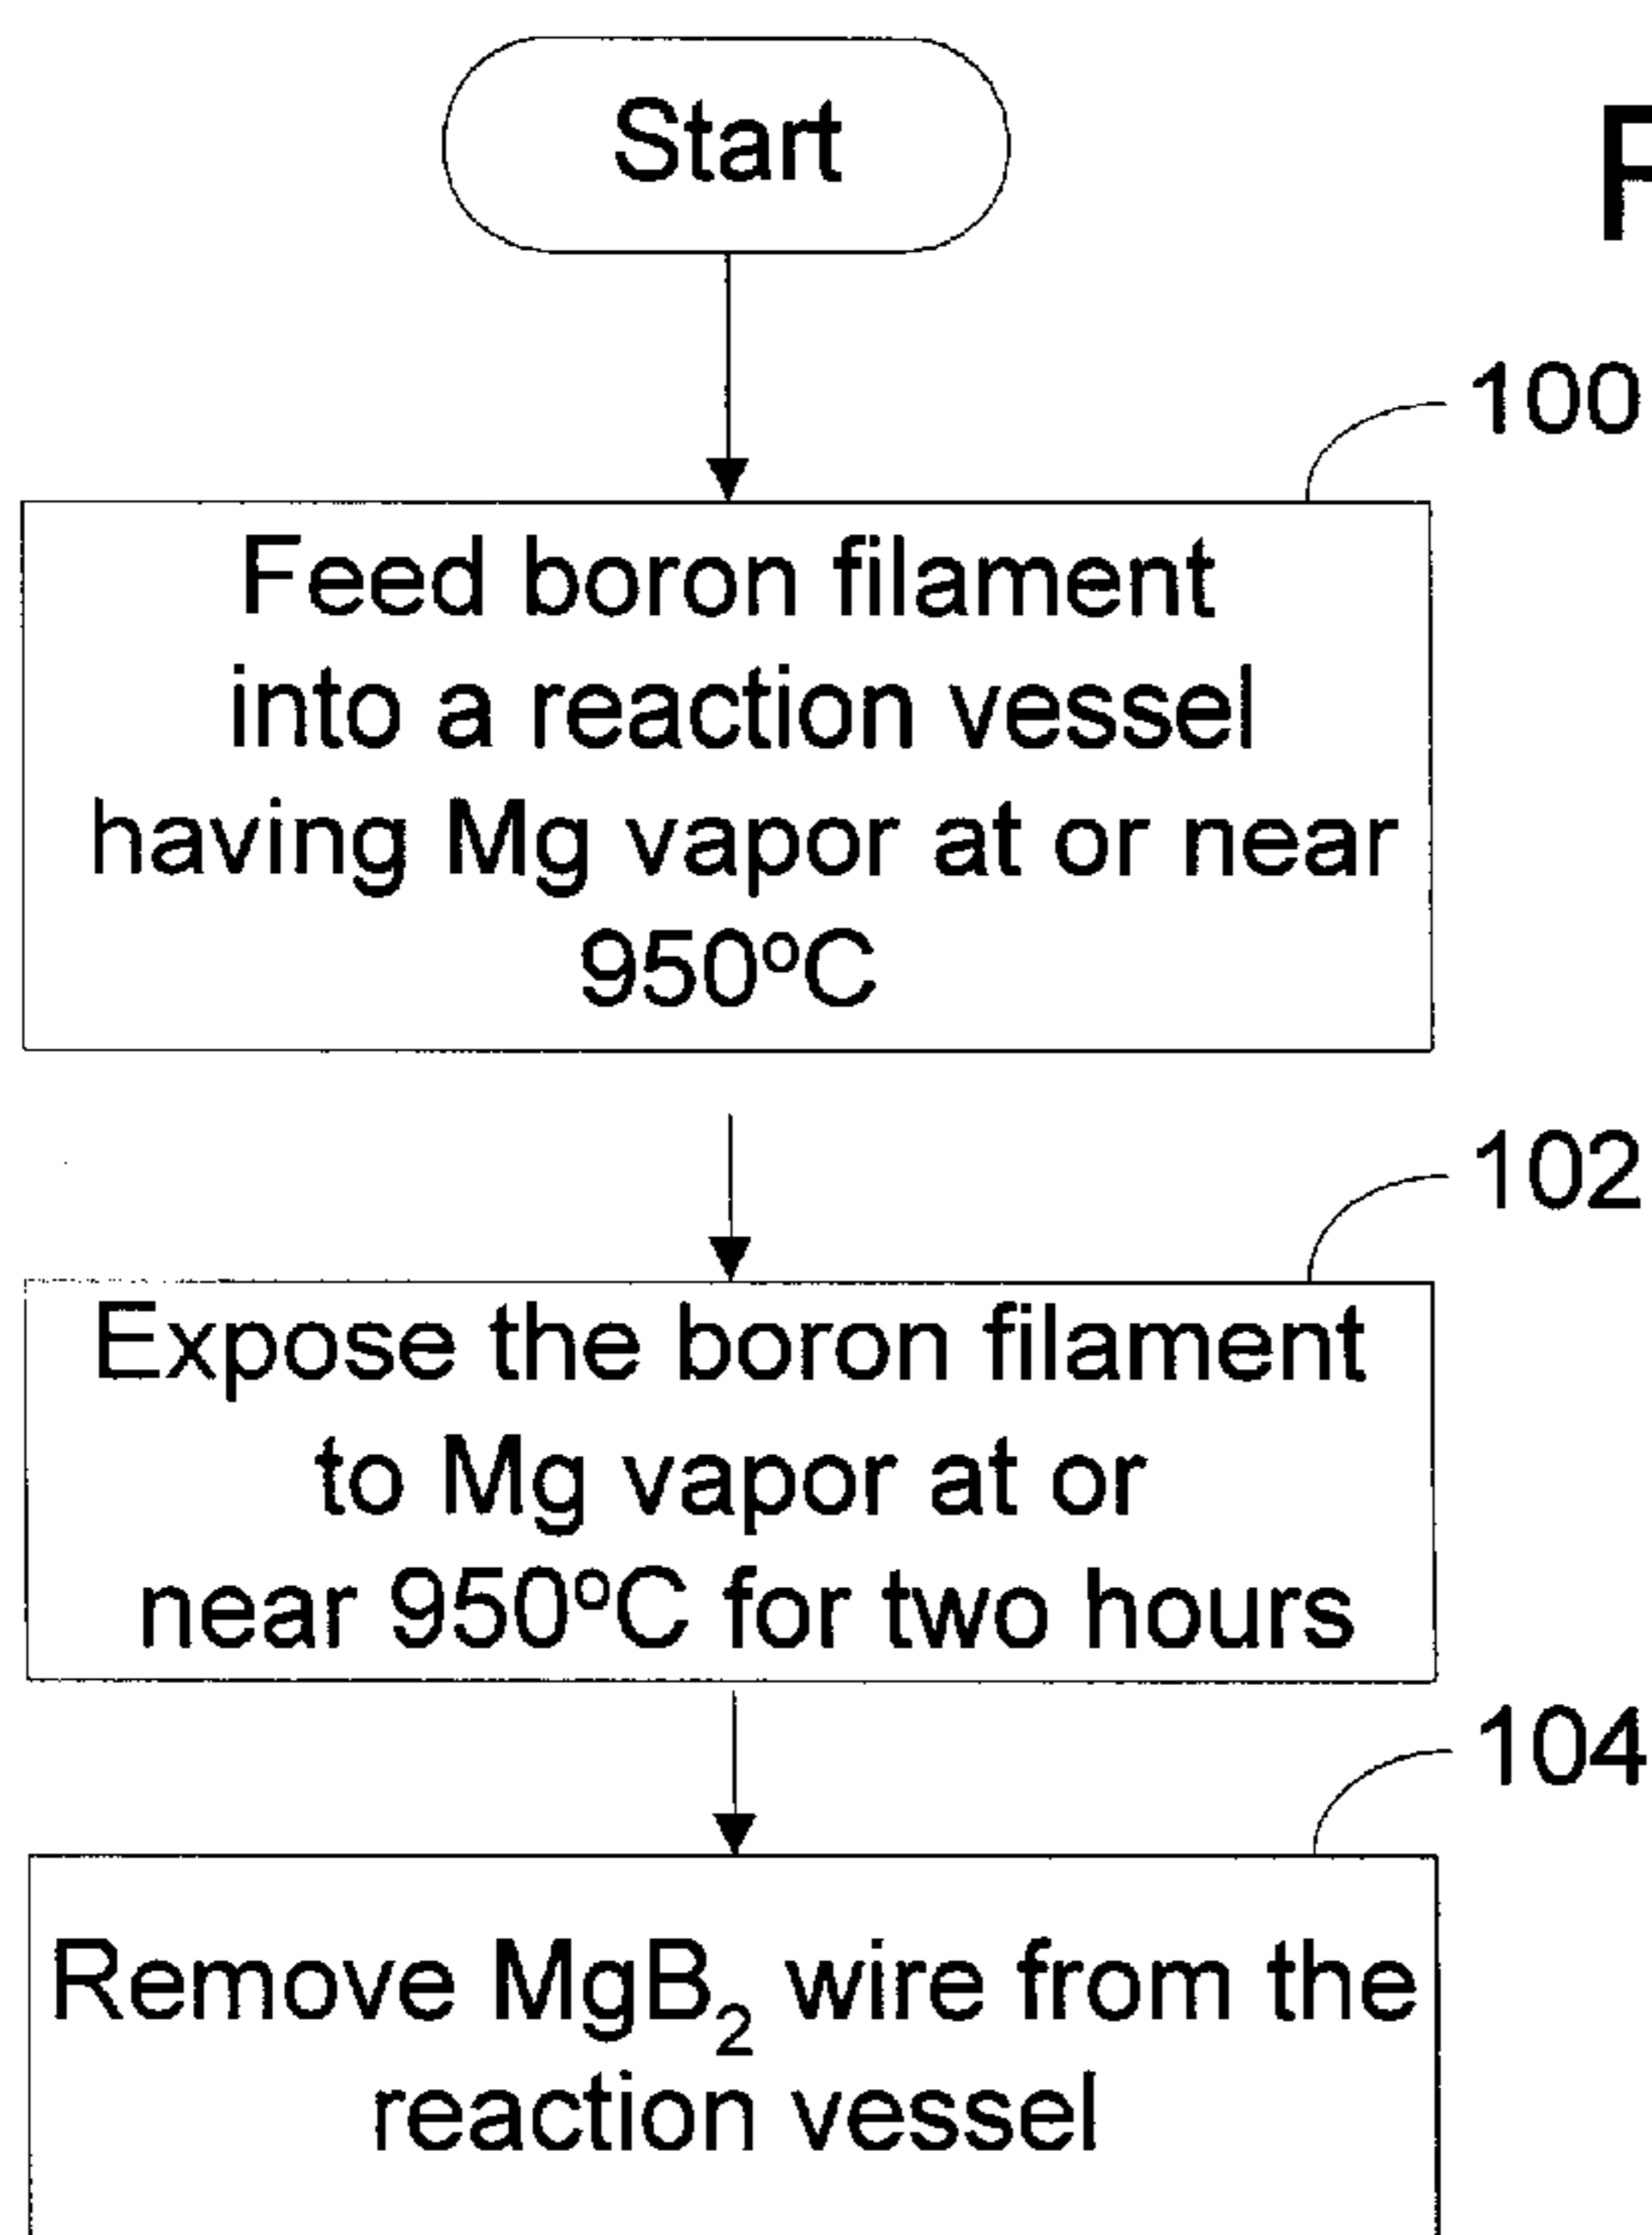 Start
100
Feed boron filament
into a reaction vessel
having Mg vapor at or near
950°C
102
Expose the boron filament
to Mg vapor at or
near 950°C for two hours
104
Remove MgB₂ wire from the
reaction vessel